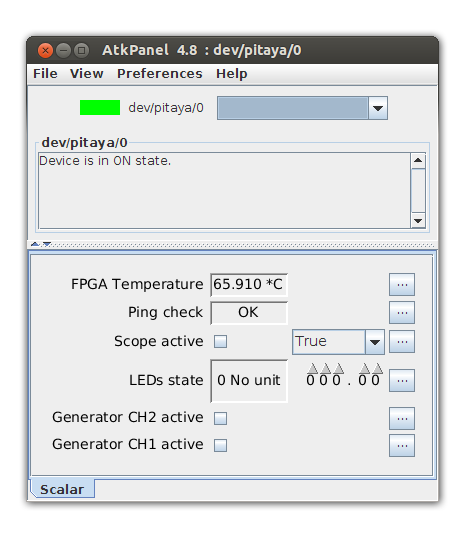 AtkPanel 4.8 : dev/pitaya/0
File View Preferences Help
dev/pitaya/0
dev/pitaya/0
Device is in ON state.
FPGA Temperature 65.910 *C ...
Ping check OK ...
Scope active True ...
LEDs state 0 No unit 000.00 ...
Generator CH2 active ...
Generator CH1 active ...
Scalar